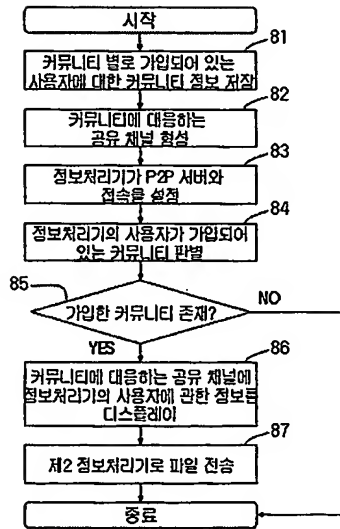 시작
81
커뮤니티 별로 가입되어 있는
사용자에 대한 커뮤니티 정보 저장
82
커뮤니티에 대응하는
공유 채널 형성
83
정보처리기가 P2P 서버와
접속을 설정
84
정보처리기의 사용자가 가입되어
있는 커뮤니티 판별
85
가입한 커뮤니티 존재?
NO
YES
86
커뮤니티에 대응하는 공유 채널에
정보처리기의 사용자에 관한 정보를
디스플레이
87
제2 정보처리기로 파일 전송
종료